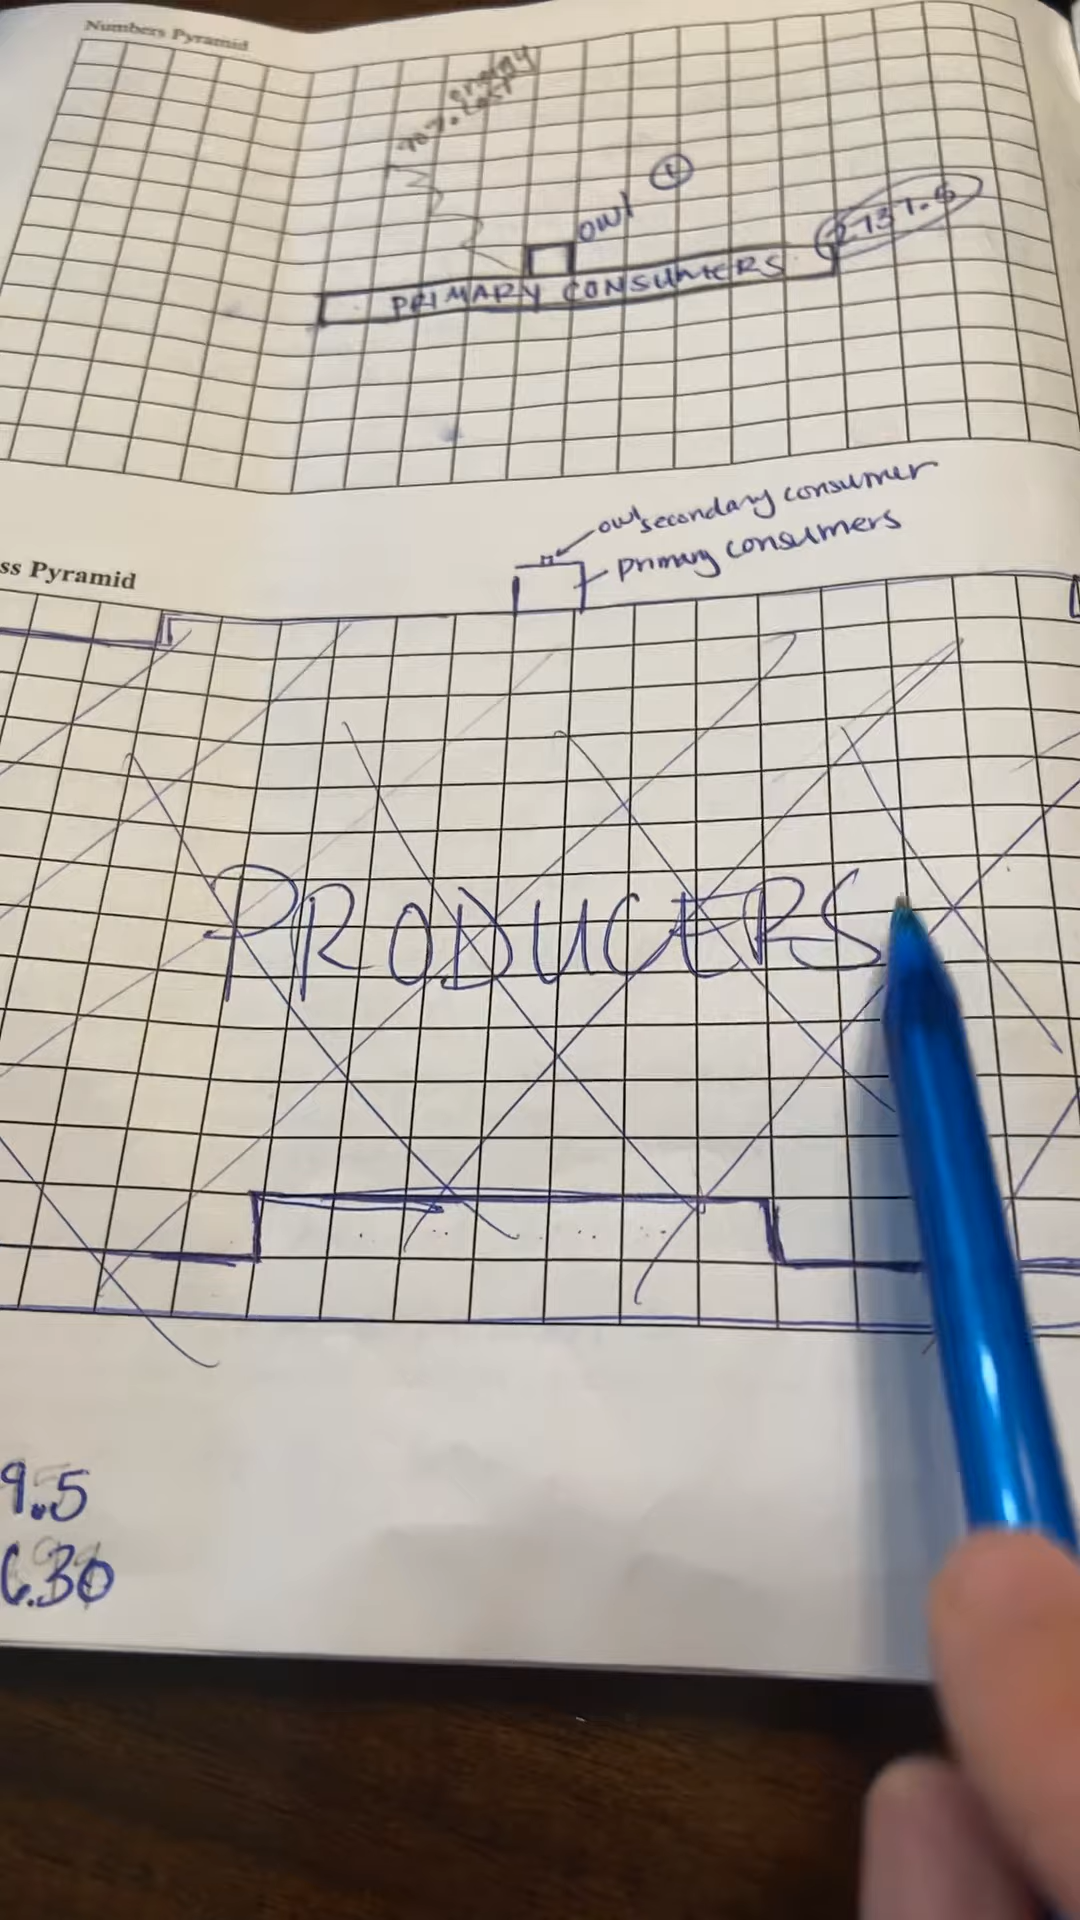 Numbers Pyramid
energy
90% lost
owl 1
2737.5
PRIMARY CONSUMERS
owl secondary consumer
primary consumers
ss Pyramid
PRODUCERS
9.5
6.30